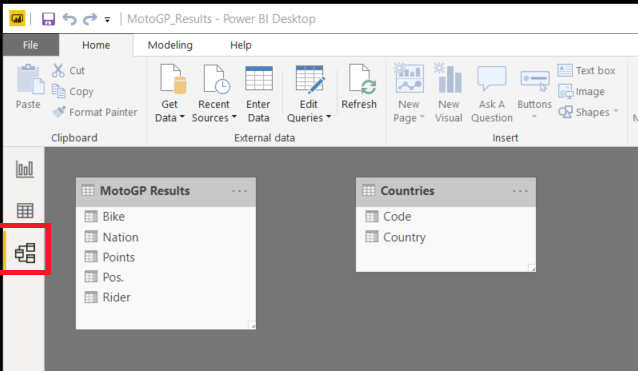 MotoGP_Results - Power BI Desktop
File Home Modeling Help
Paste
Cut
Copy
Format Painter
Clipboard
Get Data
Recent Sources
Enter Data
Edit Queries
Refresh
External data
New Page
New Visual
Ask A Question
Buttons
Text box
Image
Shapes
Insert
MotoGP Results ...
Bike
Nation
Points
Pos.
Rider
Countries ...
Code
Country